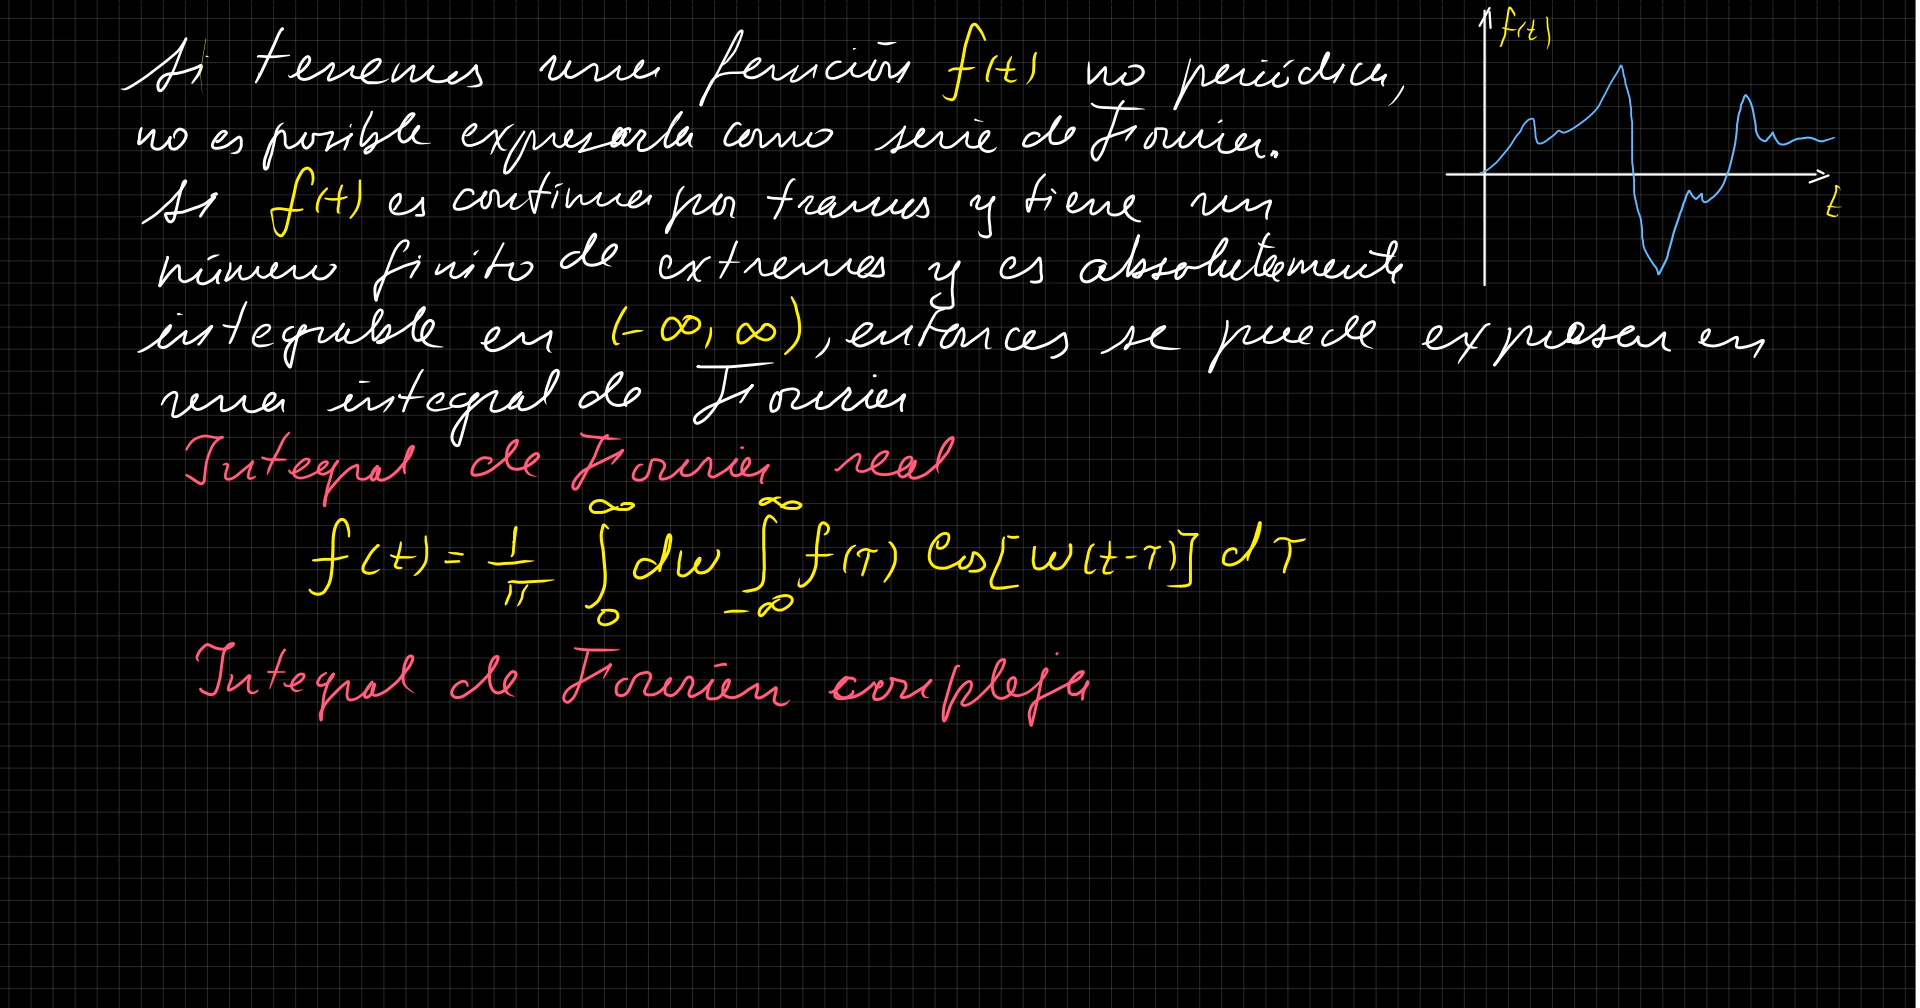 Si tenemos una función f(t) no periódica,
no es posible expresarla como serie de Fourier.
Si f(t) es continua por tramos y tiene un
número finito de extremos y es absolutamente
integrable en (-∞, ∞), entonces se puede expresar en
una integral de Fourier
Integral de Fourier real
f(t) = 1/π ∫₀^∞ dw ∫_{-∞}^∞ f(τ) Cos[w(t-τ)] dτ
Integral de Fourier compleja
f(t)
t